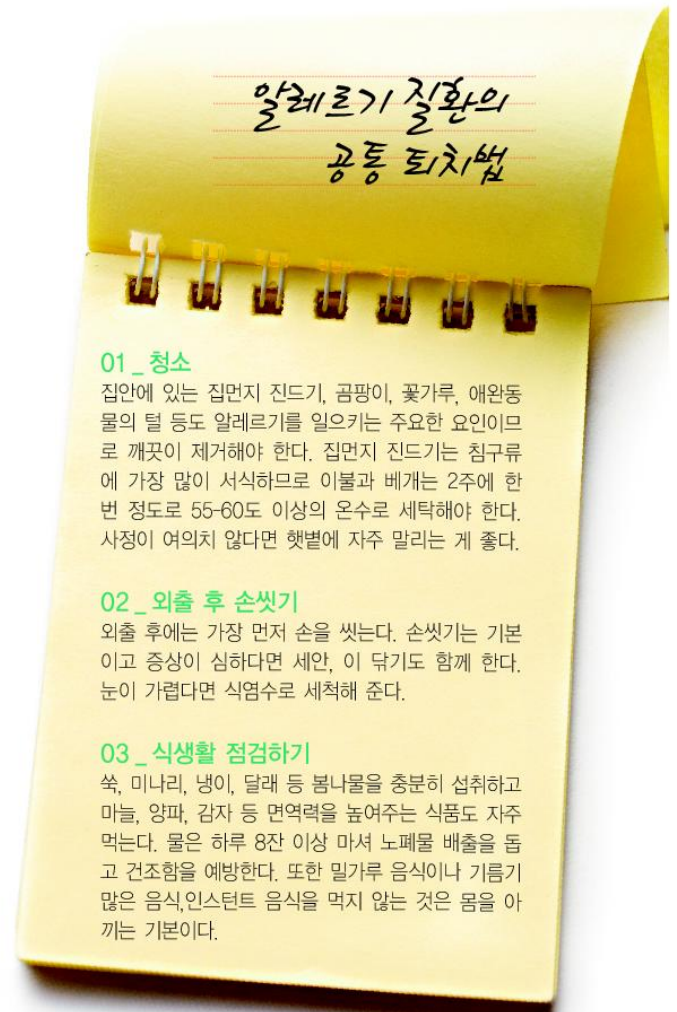 알레르기 질환의
공통 퇴치법
01_청소
집안에 있는 집먼지 진드기, 곰팡이, 꽃가루, 애완동
물의 털 등도 알레르기를 일으키는 주요한 요인이므
로 깨끗이 제거해야 한다. 집먼지 진드기는 침구류
에 가장 많이 서식하므로 이불과 베개는 2주에 한
번 정도로 55-60도 이상의 온수로 세탁해야 한다.
사정이 여의치 않다면 햇볕에 자주 말리는 게 좋다.
02_외출 후 손씻기
외출 후에는 가장 먼저 손을 씻는다. 손씻기는 기본
이고 증상이 심하다면 세안, 이 닦기도 함께 한다.
눈이 가렵다면 식염수로 세척해 준다.
03_식생활 점검하기
쑥, 미나리, 냉이, 달래 등 봄나물을 충분히 섭취하고
마늘, 양파, 감자 등 면역력을 높여주는 식품도 자주
먹는다. 물은 하루 8잔 이상 마셔 노폐물 배출을 돕
고 건조함을 예방한다. 또한 밀가루 음식이나 기름기
많은 음식,인스턴트 음식을 먹지 않는 것은 몸을 아
끼는 기본이다.